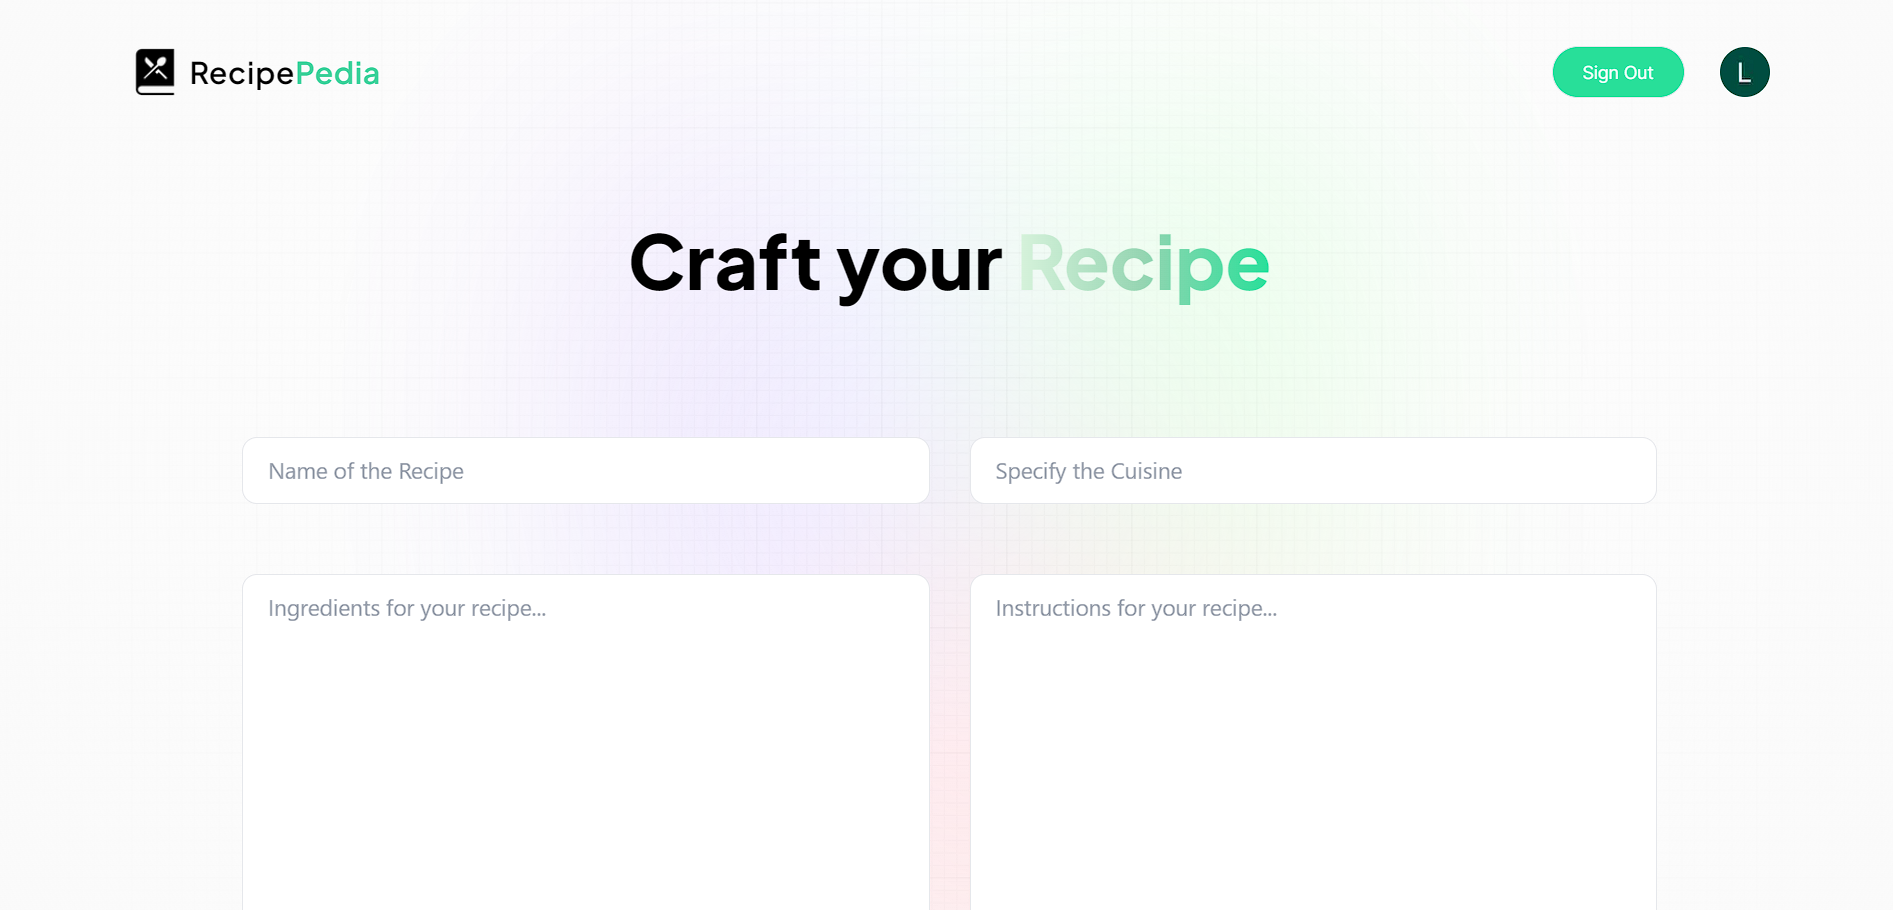 RecipePedia
Sign Out
L
Craft your Recipe
Name of the Recipe
Specify the Cuisine
Ingredients for your recipe...
Instructions for your recipe...